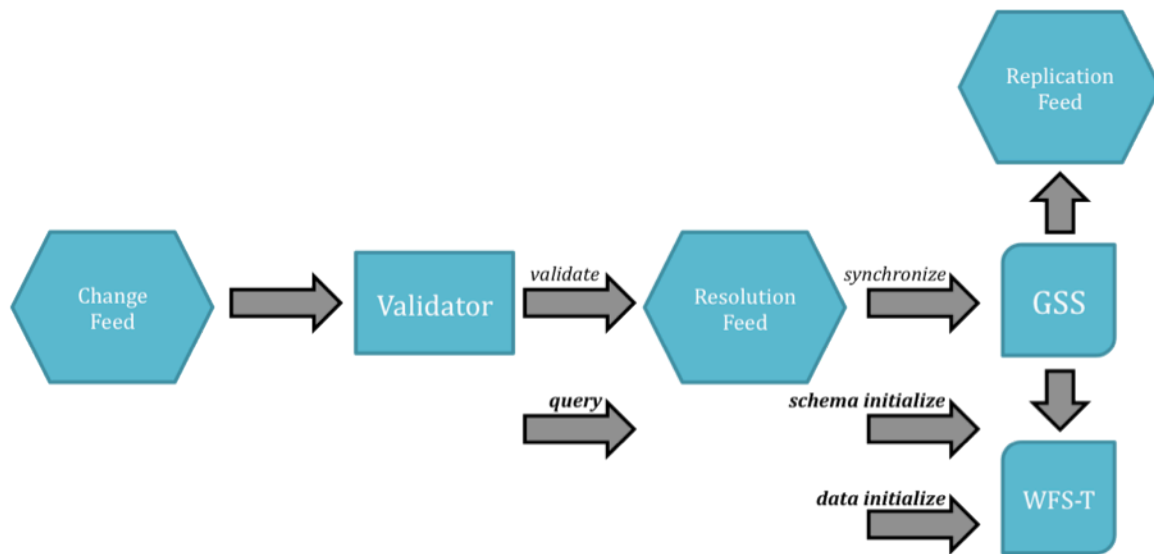 Replication
Feed
validate
synchronize
Change
Feed
Validator
Resolution
Feed
GSS
query
schema initialize
data initialize
WFS-T